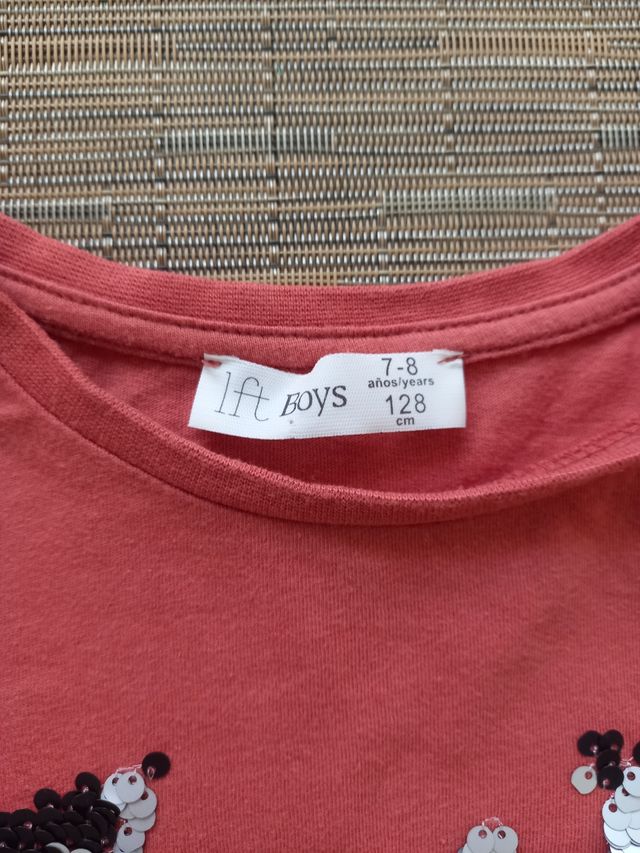 lft BOYS
7-8
años/years
128
cm